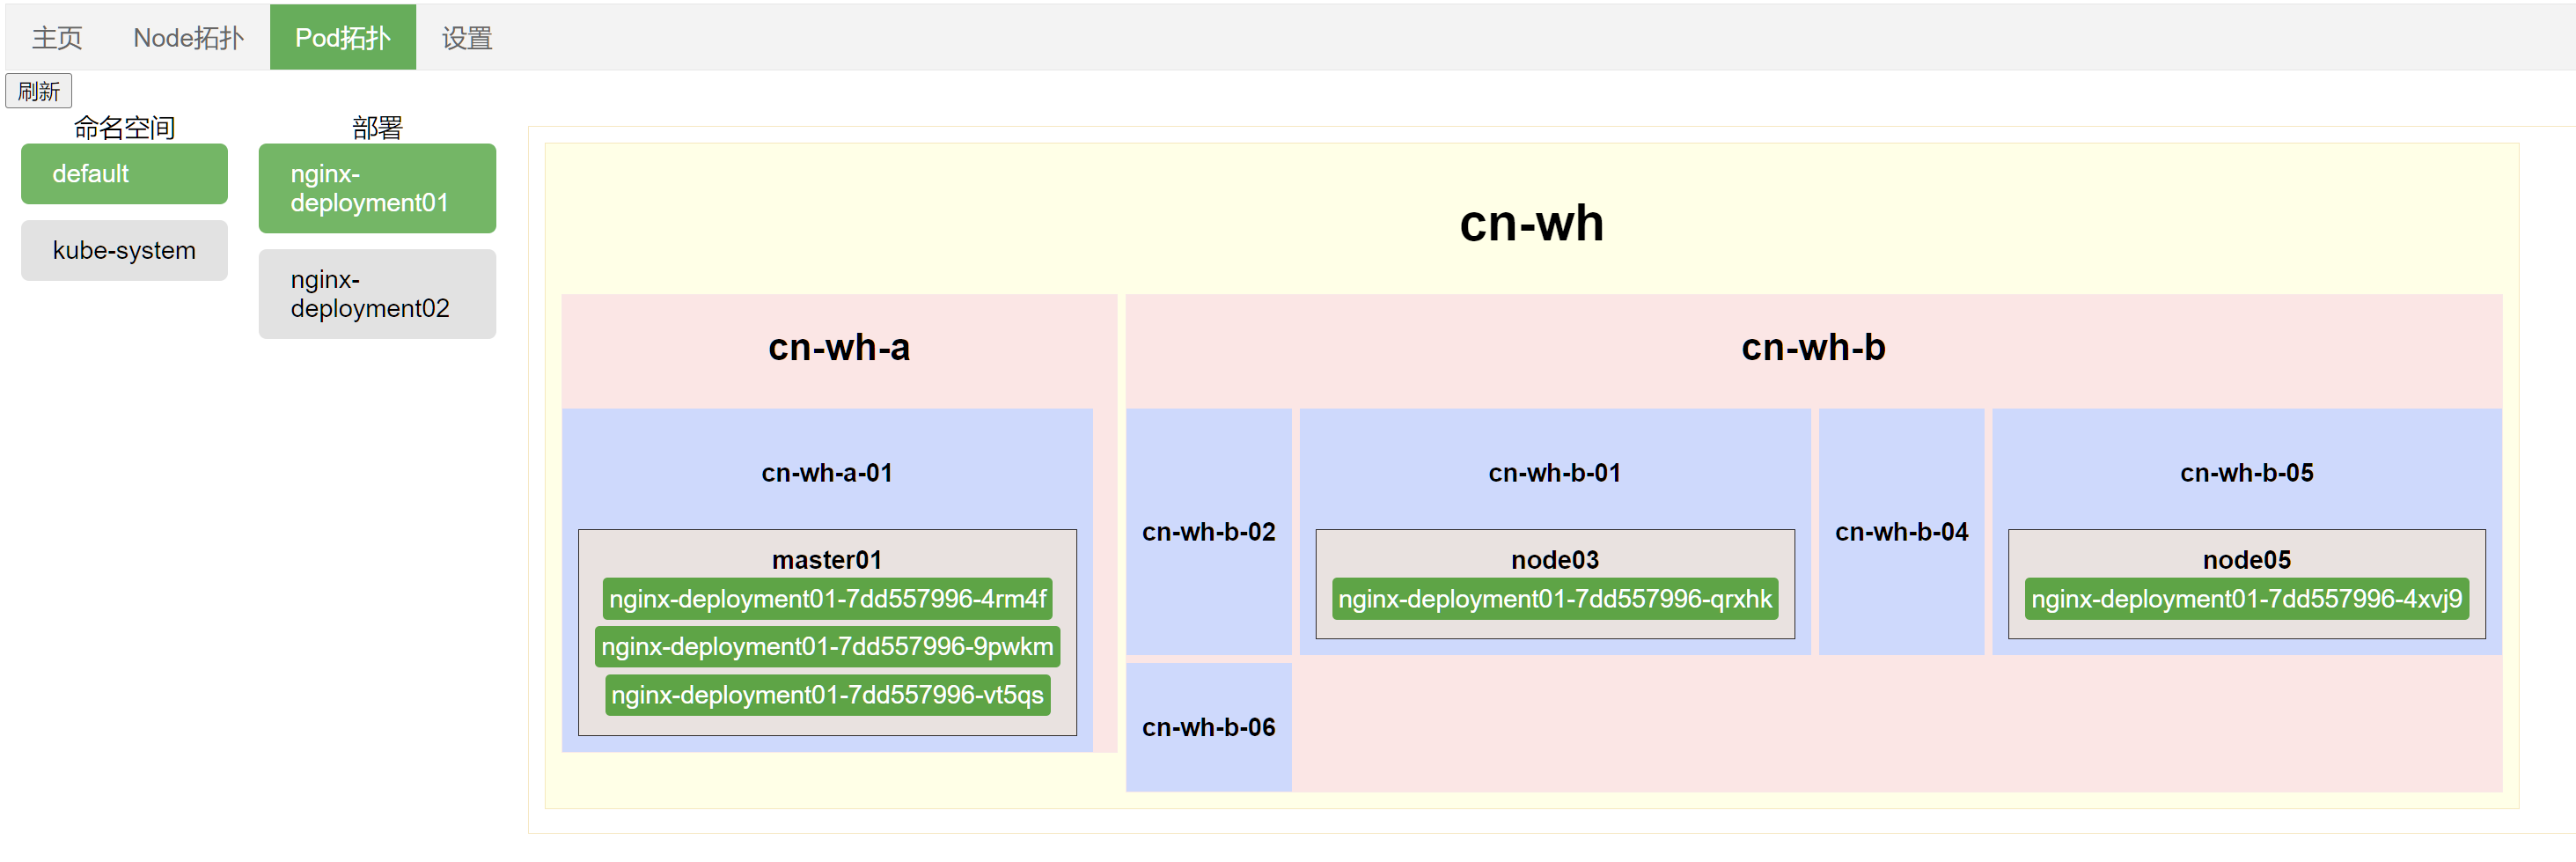 主页 Node拓扑 Pod拓扑 设置
刷新
命名空间
default
kube-system
部署
nginx-
deployment01
nginx-
deployment02
cn-wh
cn-wh-a
cn-wh-a-01
master01
nginx-deployment01-7dd557996-4rm4f
nginx-deployment01-7dd557996-9pwkm
nginx-deployment01-7dd557996-vt5qs
cn-wh-b
cn-wh-b-02
cn-wh-b-01
node03
nginx-deployment01-7dd557996-qrxhk
cn-wh-b-04
cn-wh-b-05
node05
nginx-deployment01-7dd557996-4xvj9
cn-wh-b-06